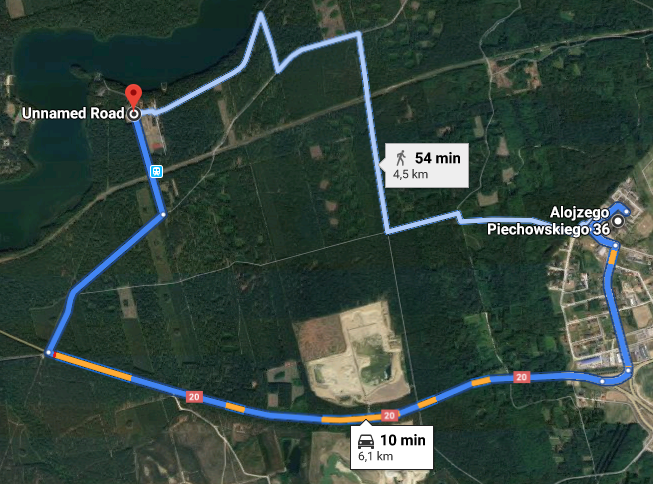 Unnamed Road
54 min
4,5 km
Alojzego
Piechowskiego 36
20
20
20
10 min
6,1 km